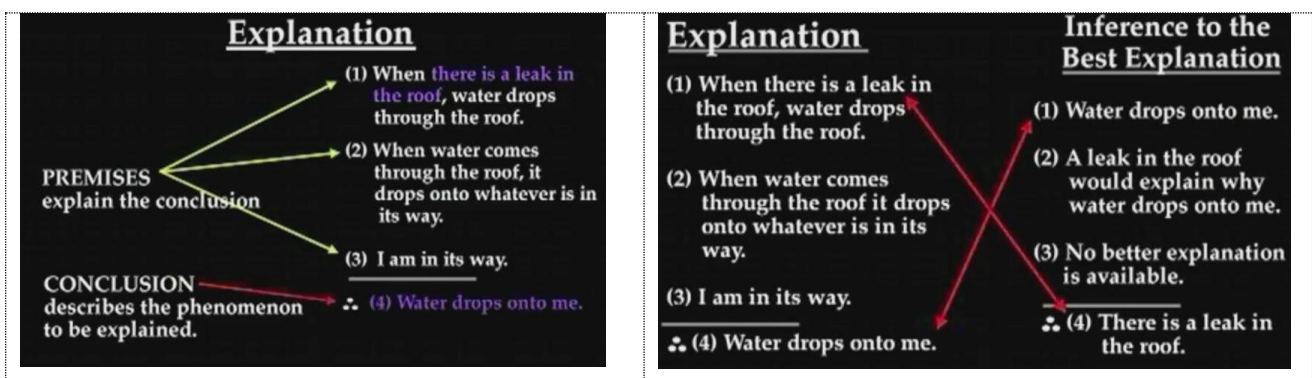 Explanation
(1) When there is a leak in
the roof, water drops
through the roof.
(2) When water comes
through the roof, it
drops onto whatever is in
its way.
(3) I am in its way.
∴ (4) Water drops onto me.
PREMISES
explain the conclusion
CONCLUSION
describes the phenomenon
to be explained.
Explanation
(1) When there is a leak in
the roof, water drops
through the roof.
(2) When water comes
through the roof it drops
onto whatever is in its
way.
(3) I am in its way.
∴ (4) Water drops onto me.
Inference to the
Best Explanation
(1) Water drops onto me.
(2) A leak in the roof
would explain why
water drops onto me.
(3) No better explanation
is available.
∴ (4) There is a leak in
the roof.